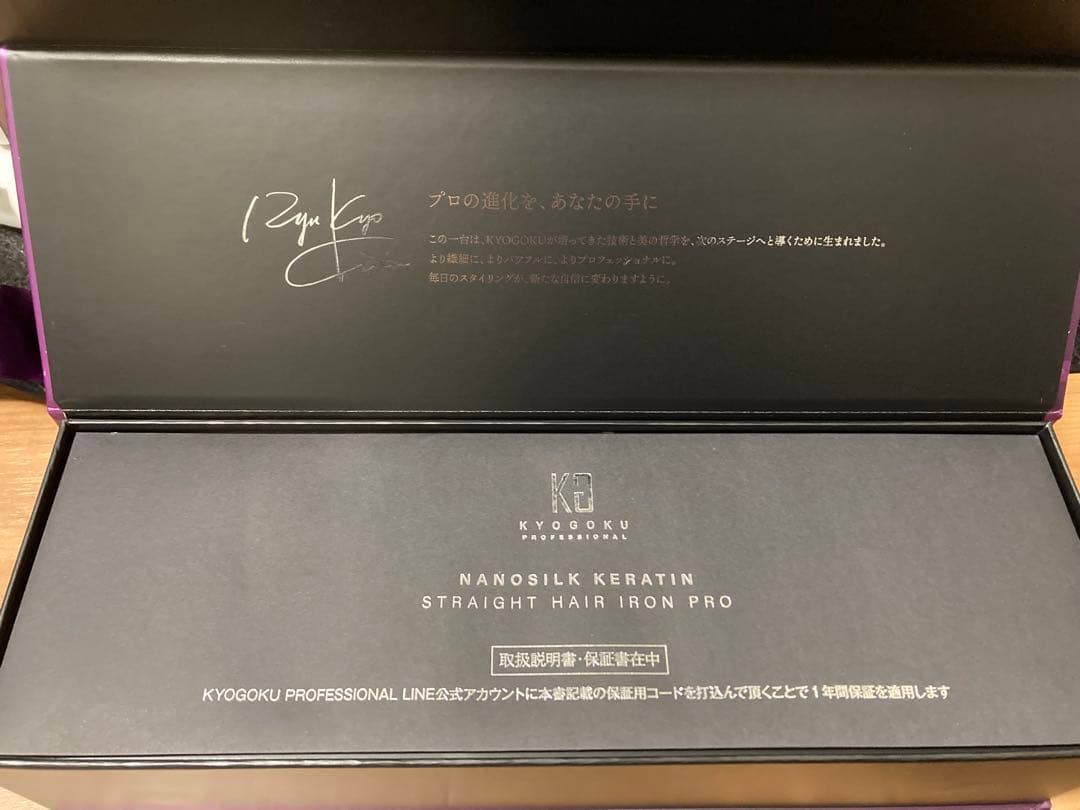 Ryu Kyo
プロの進化を、あなたの手に
この一台は、KYOGOKUが培ってきた技術と美の哲学を、次のステージへと導くために生まれました。
より繊細に、よりパワフルに、よりプロフェッショナルに。
毎日のスタイリングが、新たな自信に変わりますように。
KG
KYOGOKU
PROFESSIONAL
NANOSILK KERATIN
STRAIGHT HAIR IRON PRO
取扱説明書・保証書在中
KYOGOKU PROFESSIONAL LINE公式アカウントに本書記載の保証用コードを打込んで頂くことで1年間保証を適用します